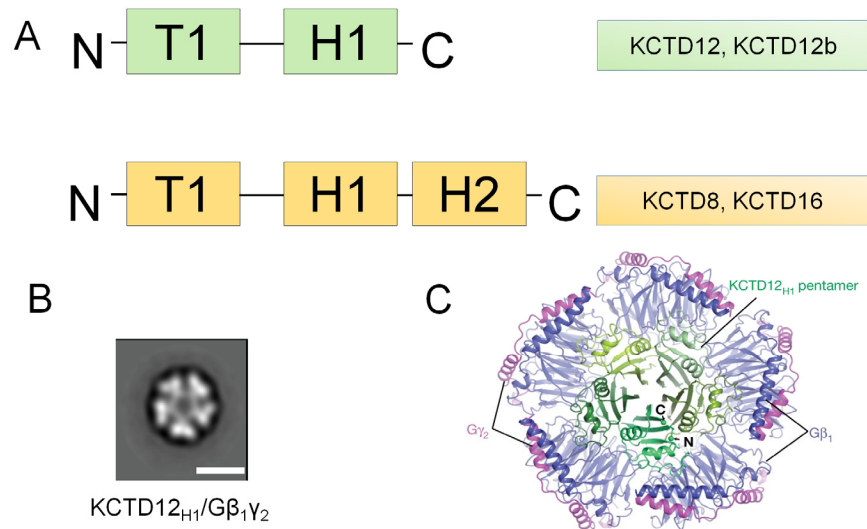 A
N T1 H1 C
KCTD12, KCTD12b
N T1 H1 H2 C
KCTD8, KCTD16
B
KCTD12H1/Gβ1γ2
C
KCTD12H1 pentamer
C
N
Gγ2
Gβ1